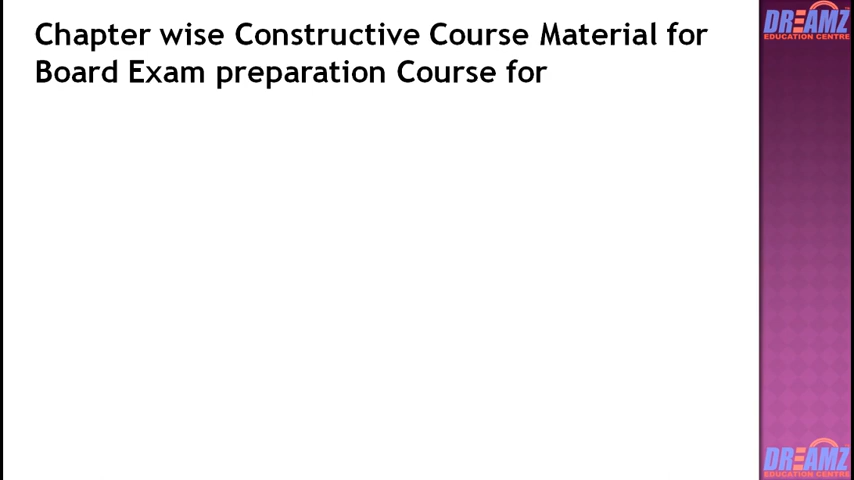 Chapter wise Constructive Course Material for
Board Exam preparation Course for
DREAMZ
EDUCATION CENTRE
DREAMZ
EDUCATION CENTRE